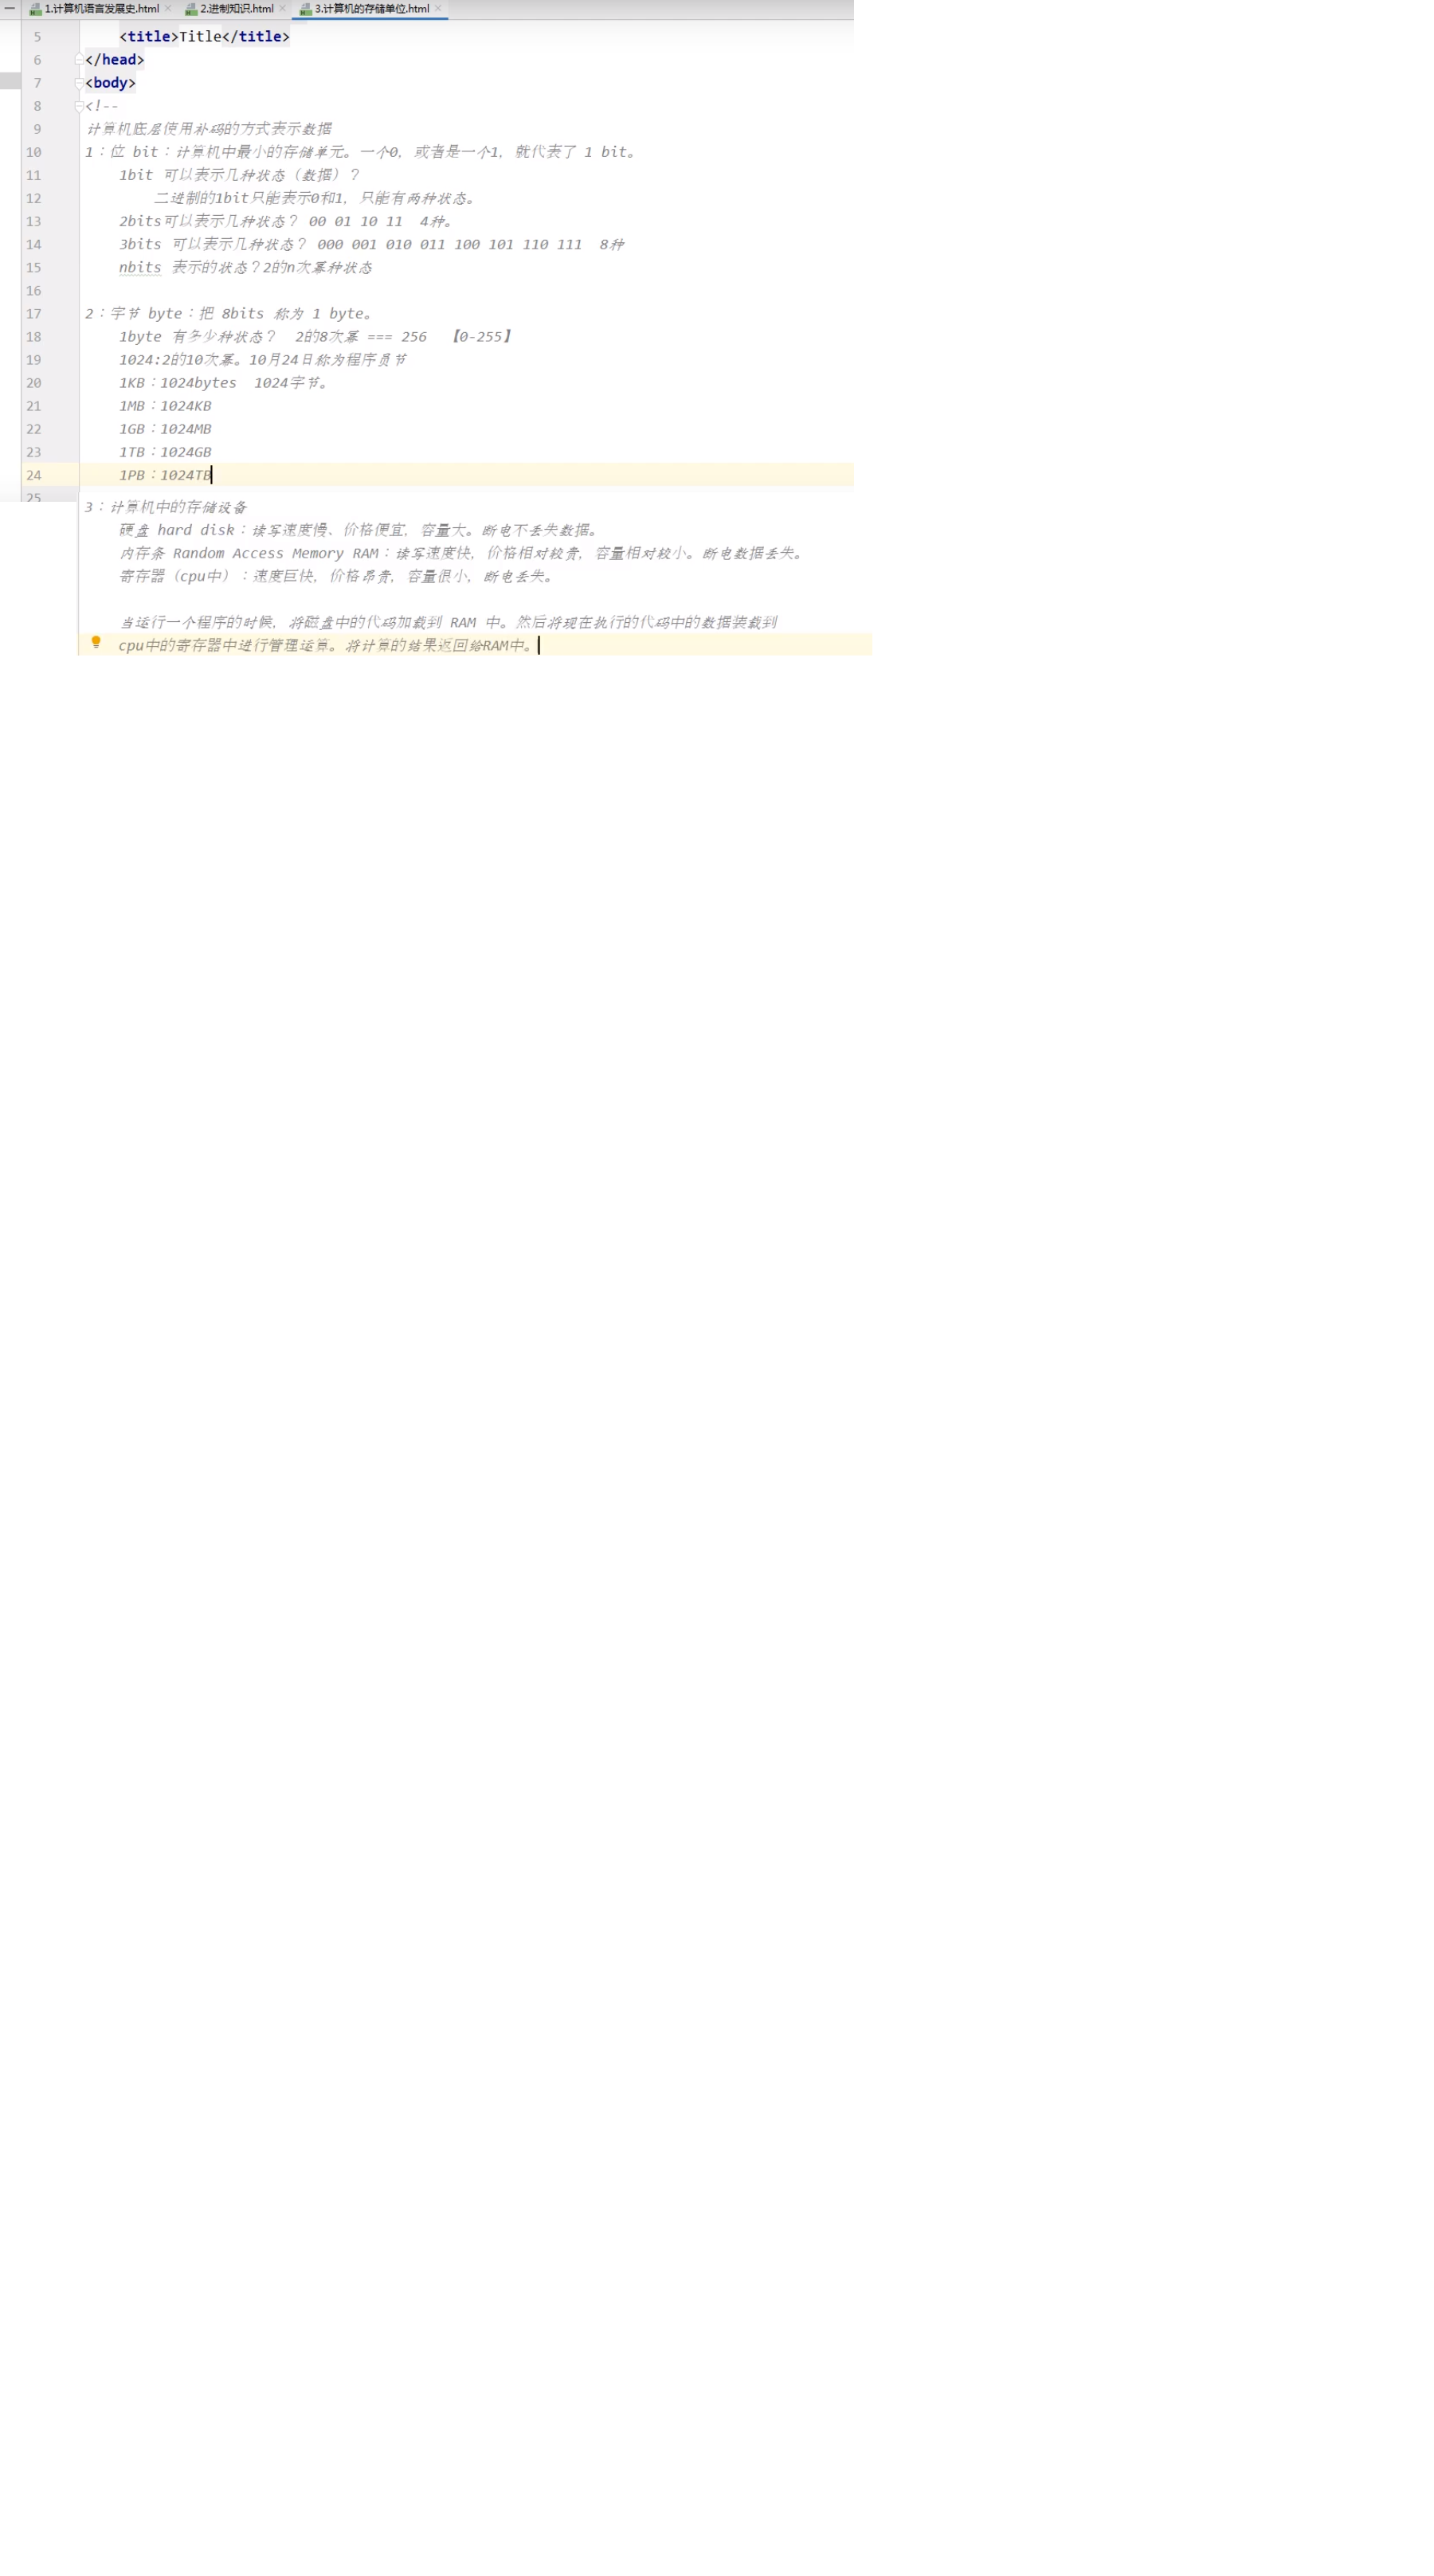 1.计算机语言发展史.html × 2.进制知识.html × 3.计算机的存储单位.html ×
5 <title>Title</title>
6 </head>
7 <body>
8 <!--
9 计算机底层使用补码的方式表示数据
10 1：位 bit：计算机中最小的存储单元。一个0, 或者是一个1, 就代表了 1 bit。
11 1bit 可以表示几种状态（数据）？
12 二进制的1bit只能表示0和1, 只能有两种状态。
13 2bits可以表示几种状态？ 00 01 10 11 4种。
14 3bits 可以表示几种状态？ 000 001 010 011 100 101 110 111 8种
15 nbits 表示的状态？2的n次幂种状态
16
17 2：字节 byte：把 8bits 称为 1 byte。
18 1byte 有多少种状态？ 2的8次幂 === 256 【0-255】
19 1024:2的10次幂。10月24日称为程序员节
20 1KB：1024bytes 1024字节。
21 1MB：1024KB
22 1GB：1024MB
23 1TB：1024GB
24 1PB：1024TB
25
3：计算机中的存储设备
硬盘 hard disk：读写速度慢、价格便宜, 容量大。断电不丢失数据。
内存条 Random Access Memory RAM：读写速度快, 价格相对较贵, 容量相对较小。断电数据丢失。
寄存器（cpu中）：速度巨快, 价格昂贵, 容量很小, 断电丢失。
当运行一个程序的时候, 将磁盘中的代码加载到 RAM 中。然后将现在执行的代码中的数据装载到
cpu中的寄存器中进行管理运算。将计算的结果返回给RAM中。